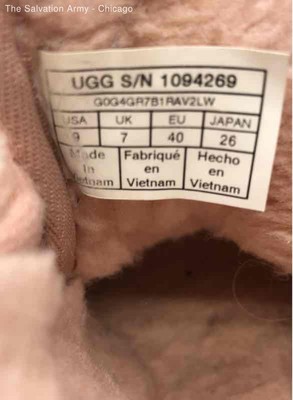 The Salvation Army - Chicago
UGG S/N 1094269
G0G4GR7B1RAV2LW
USA UK EU JAPAN
9 7 40 26
Made Fabriqué Hecho
in en en
Vietnam Vietnam Vietnam